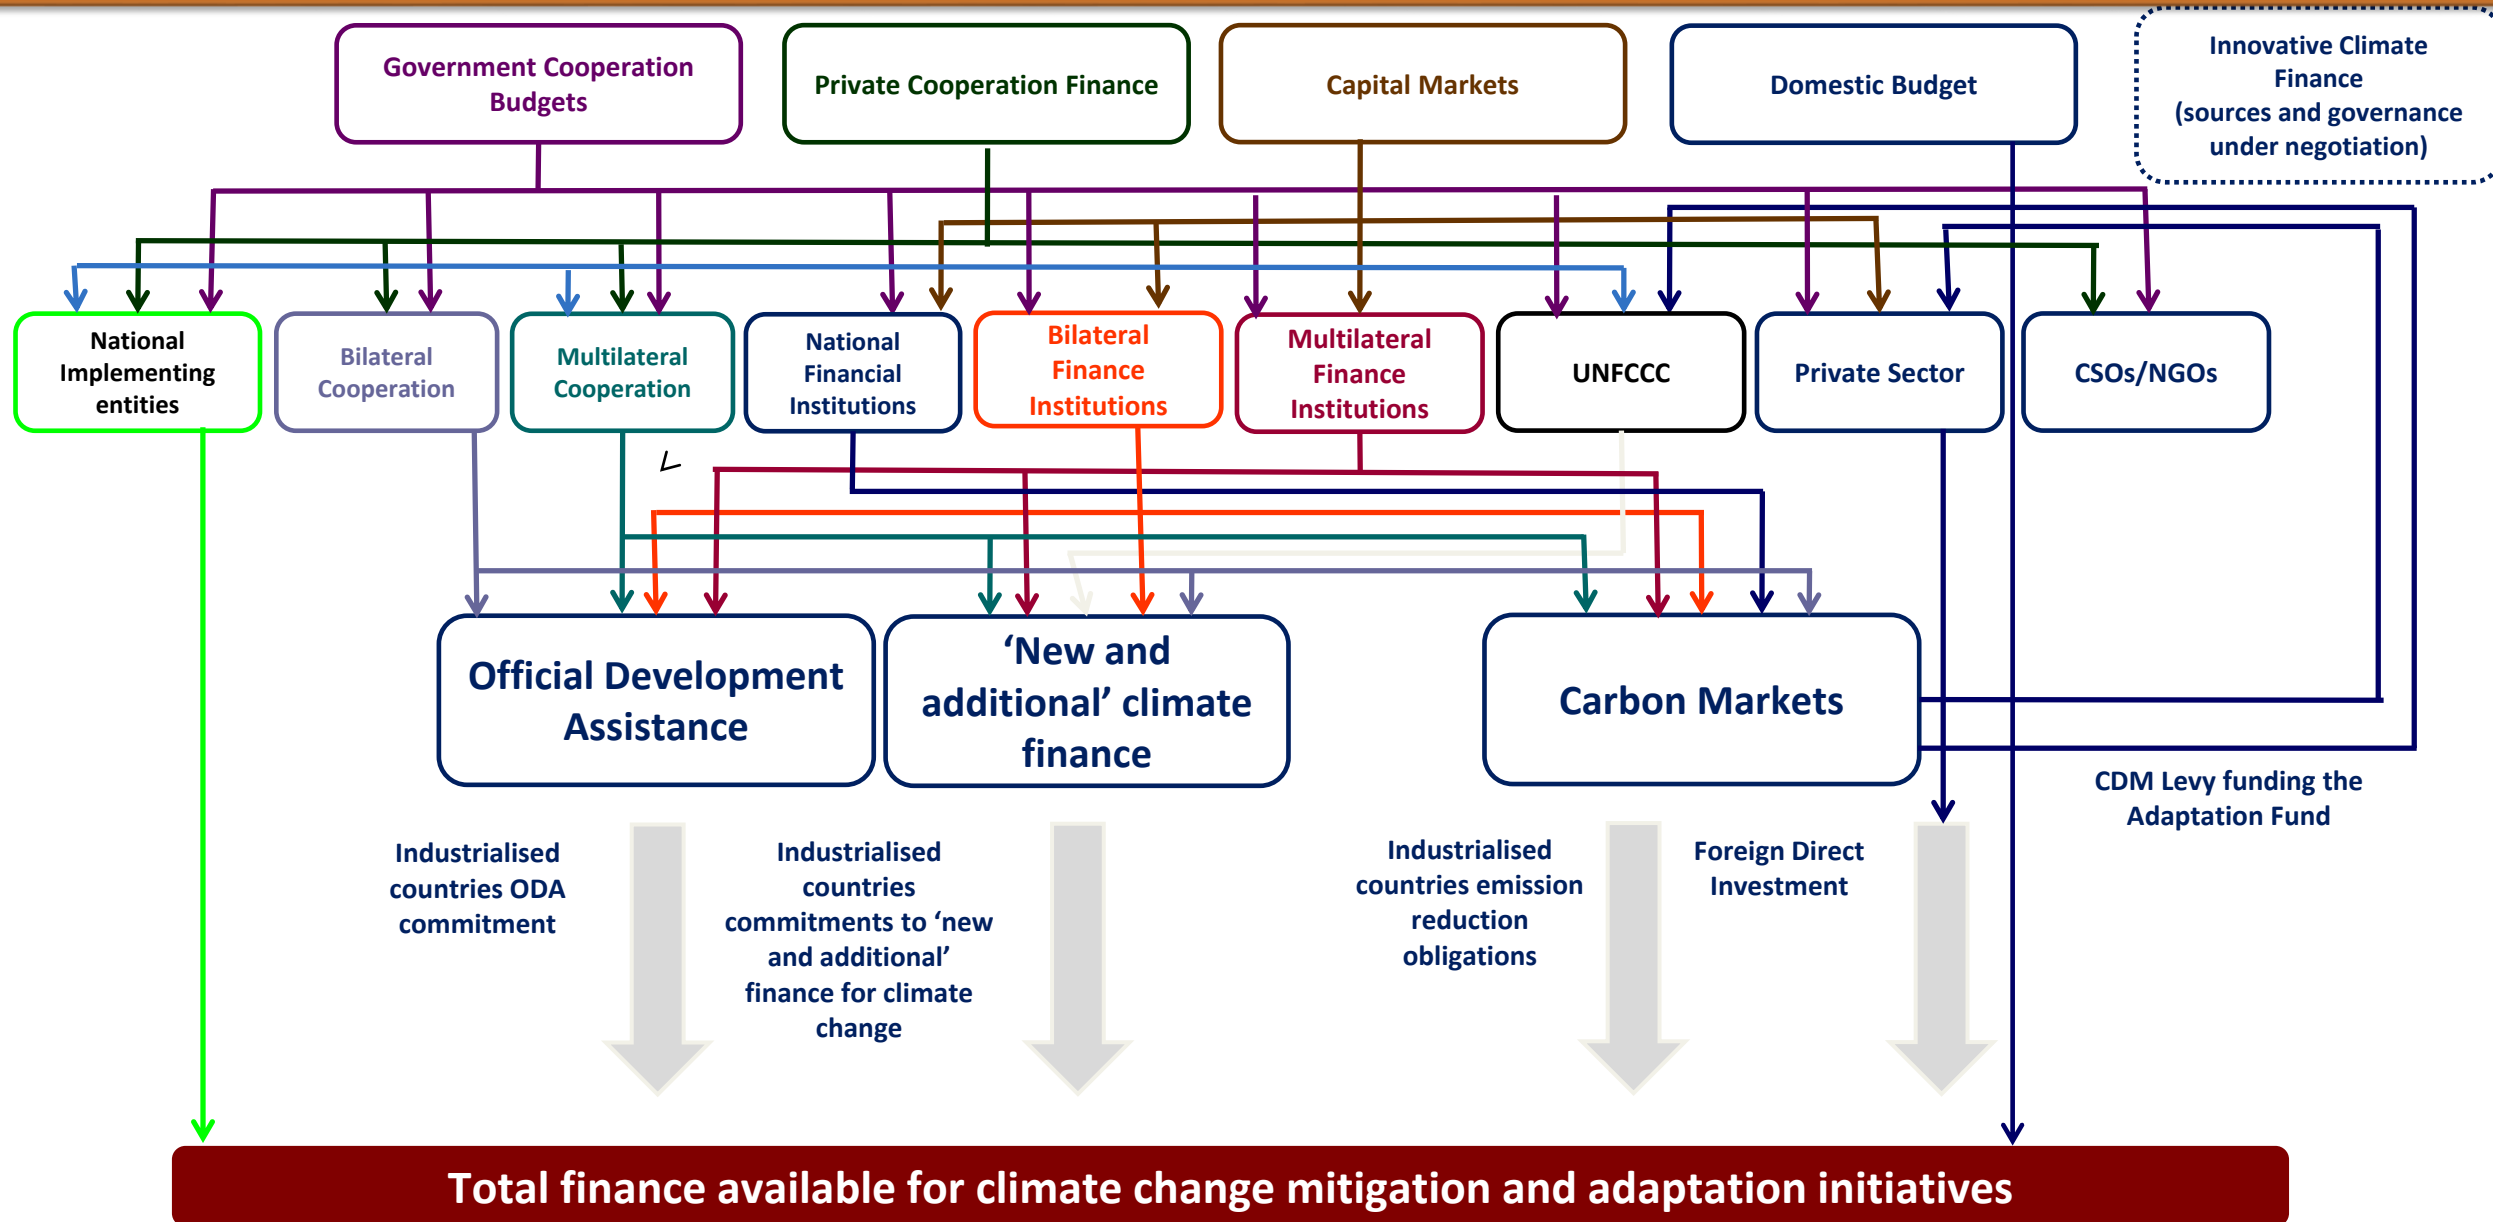 Government Cooperation
Budgets
Private Cooperation Finance
Capital Markets
Domestic Budget
Innovative Climate
Finance
(sources and governance
under negotiation)
National
Implementing
entities
Bilateral
Cooperation
Multilateral
Cooperation
National
Financial
Institutions
Bilateral
Finance
Institutions
Multilateral
Finance
Institutions
UNFCCC
Private Sector
CSOs/NGOs
Official Development
Assistance
‘New and
additional’ climate
finance
Carbon Markets
CDM Levy funding the
Adaptation Fund
Industrialised
countries ODA
commitment
Industrialised
countries
commitments to ‘new
and additional’
finance for climate
change
Industrialised
countries emission
reduction
obligations
Foreign Direct
Investment
Total finance available for climate change mitigation and adaptation initiatives